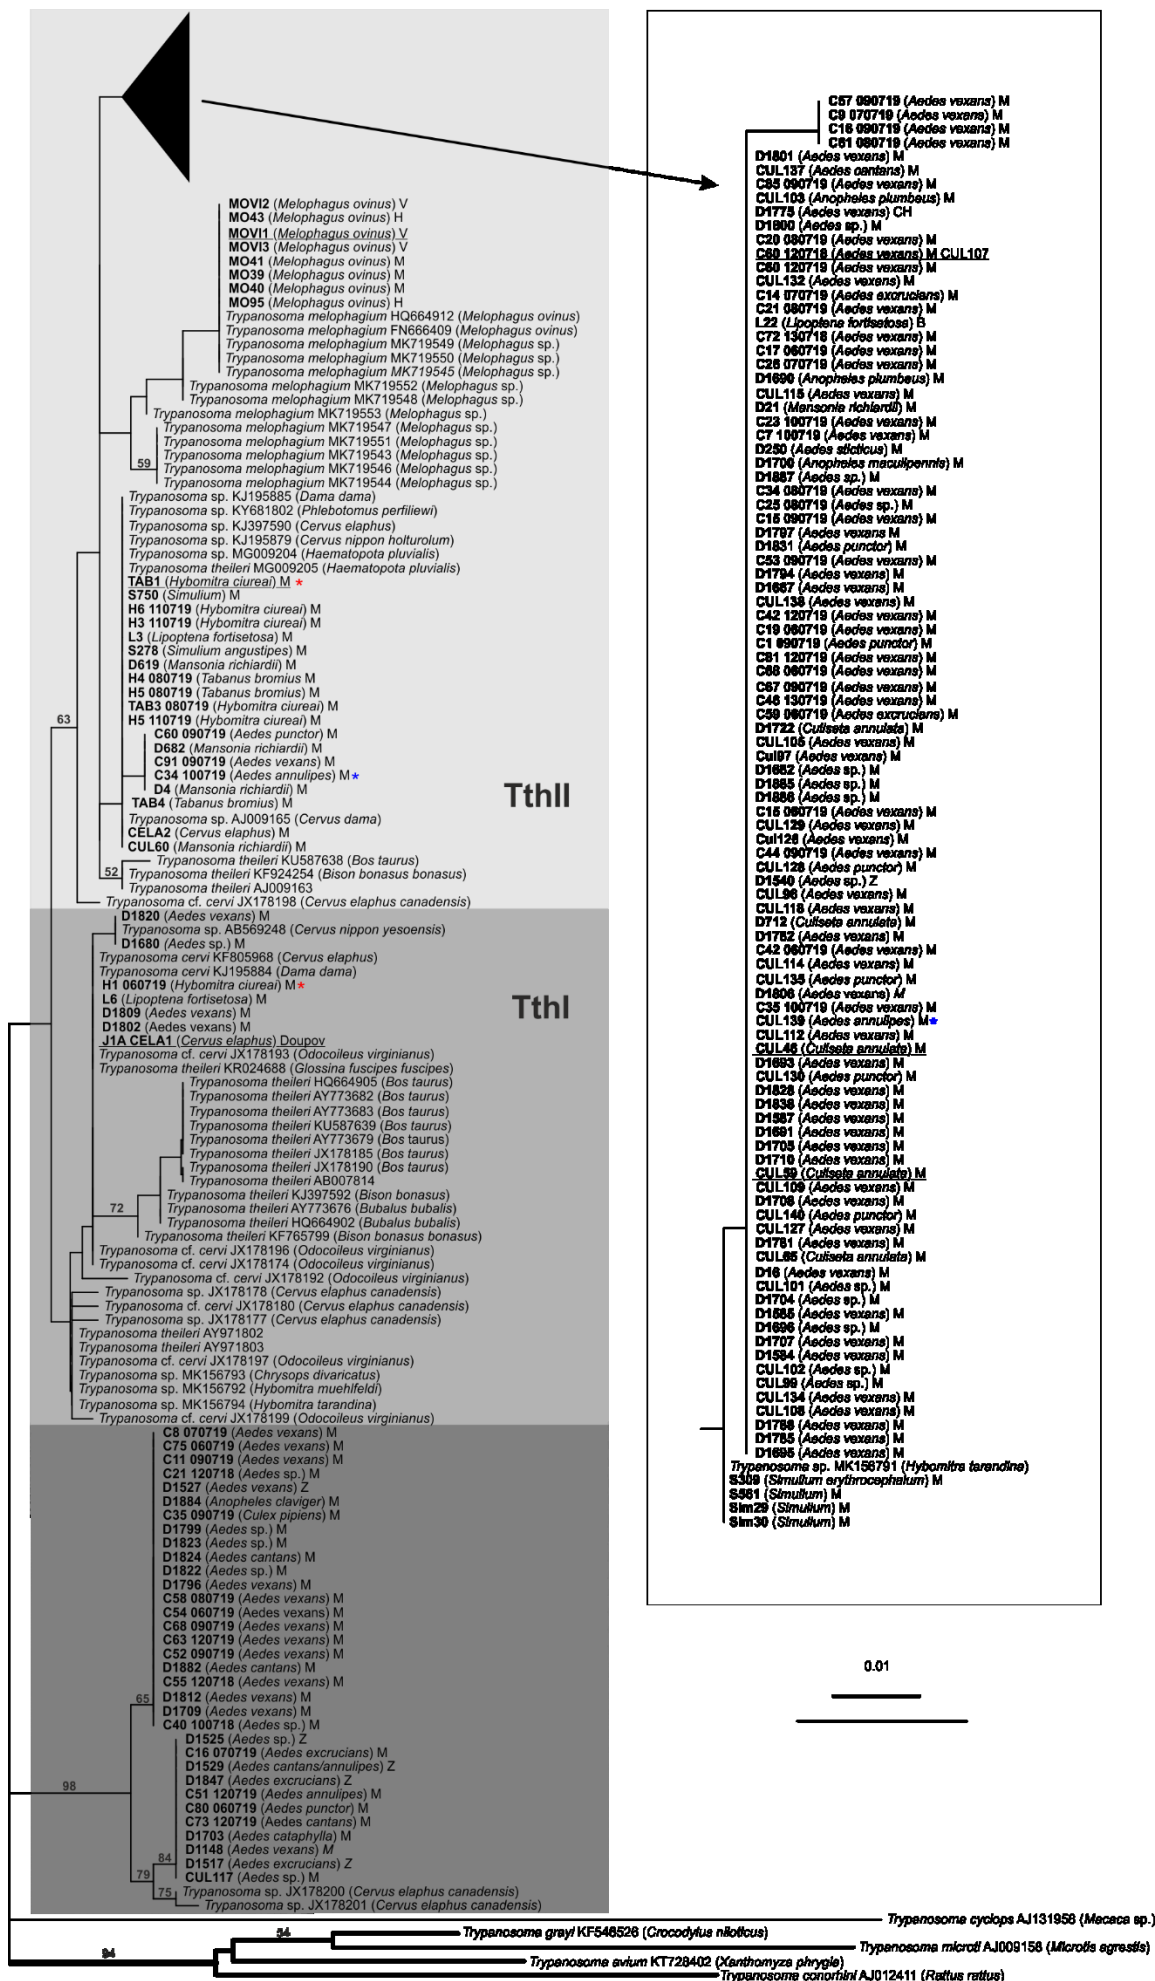 MOVI2 (Melophagus ovinus) V
MO43 (Melophagus ovinus) H
MOVI1 (Melophagus ovinus) V
MOVI3 (Melophagus ovinus) V
MO41 (Melophagus ovinus) M
MO39 (Melophagus ovinus) M
MO40 (Melophagus ovinus) M
MO95 (Melophagus ovinus) H
Trypanosoma melophagium HQ664912 (Melophagus ovinus)
Trypanosoma melophagium FN666409 (Melophagus ovinus)
Trypanosoma melophagium MK719549 (Melophagus sp.)
Trypanosoma melophagium MK719550 (Melophagus sp.)
Trypanosoma melophagium MK719545 (Melophagus sp.)
Trypanosoma melophagium MK719552 (Melophagus sp.)
Trypanosoma melophagium MK719548 (Melophagus sp.)
Trypanosoma melophagium MK719553 (Melophagus sp.)
Trypanosoma melophagium MK719547 (Melophagus sp.)
Trypanosoma melophagium MK719551 (Melophagus sp.)
Trypanosoma melophagium MK719543 (Melophagus sp.)
59 Trypanosoma melophagium MK719546 (Melophagus sp.)
Trypanosoma melophagium MK719544 (Melophagus sp.)
Trypanosoma sp. KJ195885 (Dama dama)
Trypanosoma sp. KY681802 (Phlebotomus perfiliewi)
Trypanosoma sp. KJ397590 (Cervus elaphus)
Trypanosoma sp. KJ195879 (Cervus nippon holturolum)
Trypanosoma sp. MG009204 (Haematopota pluvialis)
Trypanosoma theileri MG009205 (Haematopota pluvialis)
TAB1 (Hybomitra ciureai) M *
S750 (Simulium) M
H6 110719 (Hybomitra ciureai) M
H3 110719 (Hybomitra ciureai) M
L3 (Lipoptena fortisetosa) M
S278 (Simulium angustipes) M
D619 (Mansonia richiardii) M
H4 080719 (Tabanus bromius M
H5 080719 (Tabanus bromius) M
TAB3 080719 (Hybomitra ciureai) M
63 H5 110719 (Hybomitra ciureai) M
C60 090719 (Aedes punctor) M
D682 (Mansonia richiardii) M
C91 090719 (Aedes vexans) M
C34 100719 (Aedes annulipes) M*
D4 (Mansonia richiardii) M
TthII
TAB4 (Tabanus bromius) M
Trypanosoma sp. AJ009165 (Cervus dama)
CELA2 (Cervus elaphus) M
CUL60 (Mansonia richiardii) M
Trypanosoma theileri KU587638 (Bos taurus)
52 Trypanosoma theileri KF924254 (Bison bonasus bonasus)
Trypanosoma theileri AJ009163
Trypanosoma cf. cervi JX178198 (Cervus elaphus canadensis)
D1820 (Aedes vexans) M
Trypanosoma sp. AB569248 (Cervus nippon yesoensis)
D1680 (Aedes sp.) M
Trypanosoma cervi KF805968 (Cervus elaphus)
Trypanosoma cervi KJ195884 (Dama dama)
H1 060719 (Hybomitra ciureai) M*
L6 (Lipoptena fortisetosa) M
TthI
D1809 (Aedes vexans) M
D1802 (Aedes vexans) M
J1A CELA1 (Cervus elaphus) Doupov
Trypanosoma cf. cervi JX178193 (Odocoileus virginianus)
Trypanosoma theileri KR024688 (Glossina fuscipes fuscipes)
Trypanosoma theileri HQ664905 (Bos taurus)
Trypanosoma theileri AY773682 (Bos taurus)
Trypanosoma theileri AY773683 (Bos taurus)
Trypanosoma theileri KU587639 (Bos taurus)
Trypanosoma theileri AY773679 (Bos taurus)
Trypanosoma theileri JX178185 (Bos taurus)
Trypanosoma theileri JX178190 (Bos taurus)
Trypanosoma theileri AB007814
Trypanosoma theileri KJ397592 (Bison bonasus)
72 Trypanosoma theileri AY773676 (Bubalus bubalis)
Trypanosoma theileri HQ664902 (Bubalus bubalis)
Trypanosoma theileri KF765799 (Bison bonasus bonasus)
Trypanosoma cf. cervi JX178196 (Odocoileus virginianus)
Trypanosoma cf. cervi JX178174 (Odocoileus virginianus)
Trypanosoma cf. cervi JX178192 (Odocoileus virginianus)
Trypanosoma sp. JX178178 (Cervus elaphus canadensis)
Trypanosoma cf. cervi JX178180 (Cervus elaphus canadensis)
Trypanosoma sp. JX178177 (Cervus elaphus canadensis)
Trypanosoma theileri AY971802
Trypanosoma theileri AY971803
Trypanosoma cf. cervi JX178197 (Odocoileus virginianus)
Trypanosoma sp. MK156793 (Chrysops divaricatus)
Trypanosoma sp. MK156792 (Hybomitra muehlfeldi)
Trypanosoma sp. MK156794 (Hybomitra tarandina)
Trypanosoma cf. cervi JX178199 (Odocoileus virginianus)
C8 070719 (Aedes vexans) M
C75 060719 (Aedes vexans) M
C11 090719 (Aedes vexans) M
C21 120718 (Aedes sp.) M
D1527 (Aedes vexans) Z
D1884 (Anopheles claviger) M
C35 090719 (Culex pipiens) M
D1799 (Aedes sp.) M
D1823 (Aedes sp.) M
D1824 (Aedes cantans) M
D1822 (Aedes sp.) M
D1796 (Aedes vexans) M
C58 080719 (Aedes vexans) M
C54 060719 (Aedes vexans) M
C68 090719 (Aedes vexans) M
C63 120719 (Aedes vexans) M
C52 090719 (Aedes vexans) M
D1882 (Aedes cantans) M
C55 120718 (Aedes vexans) M
65 D1812 (Aedes vexans) M
D1709 (Aedes vexans) M
C40 100718 (Aedes sp.) M
D1525 (Aedes sp.) Z
C16 070719 (Aedes excrucians) M
D1529 (Aedes cantans/annulipes) Z
98 D1847 (Aedes excrucians) Z
C51 120719 (Aedes annulipes) M
C80 060719 (Aedes punctor) M
C73 120719 (Aedes cantans) M
D1703 (Aedes cataphylla) M
D1148 (Aedes vexans) M
84 D1517 (Aedes excrucians) Z
79 CUL117 (Aedes sp.) M
75 Trypanosoma sp. JX178200 (Cervus elaphus canadensis)
Trypanosoma sp. JX178201 (Cervus elaphus canadensis)
Trypanosoma cyclops AJ131958 (Macaca sp.)
54 Trypanosoma grayi KF546526 (Crocodylus niloticus)
94 Trypanosoma microti AJ009158 (Microtis agrestis)
Trypanosoma avium KT728402 (Xanthomyza phrygia)
Trypanosoma conorhini AJ012411 (Rattus rattus)
C57 090719 (Aedes vexans) M
C9 070719 (Aedes vexans) M
C16 090719 (Aedes vexans) M
C61 080719 (Aedes vexans) M
D1801 (Aedes vexans) M
CUL137 (Aedes cantans) M
C85 090719 (Aedes vexans) M
CUL103 (Anopheles plumbeus) M
D1775 (Aedes vexans) CH
D1800 (Aedes sp.) M
C20 080719 (Aedes vexans) M
C60 120718 (Aedes vexans) M CUL107
C60 120719 (Aedes vexans) M
CUL132 (Aedes vexans) M
C14 070719 (Aedes excrucians) M
C21 080719 (Aedes vexans) M
L22 (Lipoptena fortisetosa) B
C72 130718 (Aedes vexans) M
C17 060719 (Aedes vexans) M
C26 070719 (Aedes vexans) M
D1690 (Anopheles plumbeus) M
CUL115 (Aedes vexans) M
D21 (Mansonia richiardii) M
C23 100719 (Aedes vexans) M
C7 100719 (Aedes vexans) M
D250 (Aedes sticticus) M
D1700 (Anopheles maculipennis) M
D1887 (Aedes sp.) M
C34 080719 (Aedes vexans) M
C25 080719 (Aedes sp.) M
C15 090719 (Aedes vexans) M
D1797 (Aedes vexans M
D1831 (Aedes punctor) M
C53 090719 (Aedes vexans) M
D1794 (Aedes vexans) M
D1687 (Aedes vexans) M
CUL138 (Aedes vexans) M
C42 120719 (Aedes vexans) M
C19 060719 (Aedes vexans) M
C1 090719 (Aedes punctor) M
C81 120719 (Aedes vexans) M
C68 060719 (Aedes vexans) M
C67 090719 (Aedes vexans) M
C46 130719 (Aedes vexans) M
C59 060719 (Aedes excrucians) M
D1722 (Culiseta annulata) M
CUL105 (Aedes vexans) M
Cul97 (Aedes vexans) M
D1682 (Aedes sp.) M
D1885 (Aedes sp.) M
D1886 (Aedes sp.) M
C15 060719 (Aedes vexans) M
CUL129 (Aedes vexans) M
Cul126 (Aedes vexans) M
C44 090719 (Aedes vexans) M
CUL128 (Aedes punctor) M
D1540 (Aedes sp.) Z
CUL98 (Aedes vexans) M
CUL118 (Aedes vexans) M
D712 (Culiseta annulata) M
D1782 (Aedes vexans) M
C42 060719 (Aedes vexans) M
CUL114 (Aedes vexans) M
CUL135 (Aedes punctor) M
D1806 (Aedes vexans) M
C35 100719 (Aedes vexans) M
CUL139 (Aedes annulipes) M*
CUL112 (Aedes vexans) M
CUL46 (Culiseta annulata) M
D1693 (Aedes vexans) M
CUL130 (Aedes punctor) M
D1828 (Aedes vexans) M
D1838 (Aedes vexans) M
D1587 (Aedes vexans) M
D1691 (Aedes vexans) M
D1705 (Aedes vexans) M
D1710 (Aedes vexans) M
CUL59 (Culiseta annulata) M
CUL109 (Aedes vexans) M
D1708 (Aedes vexans) M
CUL140 (Aedes punctor) M
CUL127 (Aedes vexans) M
D1781 (Aedes vexans) M
CUL65 (Culiseta annulata) M
D16 (Aedes vexans) M
CUL101 (Aedes sp.) M
D1704 (Aedes sp.) M
D1585 (Aedes vexans) M
D1696 (Aedes sp.) M
D1707 (Aedes vexans) M
D1584 (Aedes vexans) M
CUL102 (Aedes sp.) M
CUL99 (Aedes sp.) M
CUL134 (Aedes vexans) M
CUL108 (Aedes vexans) M
D1788 (Aedes vexans) M
D1785 (Aedes vexans) M
D1695 (Aedes vexans) M
Trypanosoma sp. MK156791 (Hybomitra tarandina)
S309 (Simulium erythrocephalum) M
S561 (Simulium) M
Sim29 (Simulium) M
Sim30 (Simulium) M
0.01